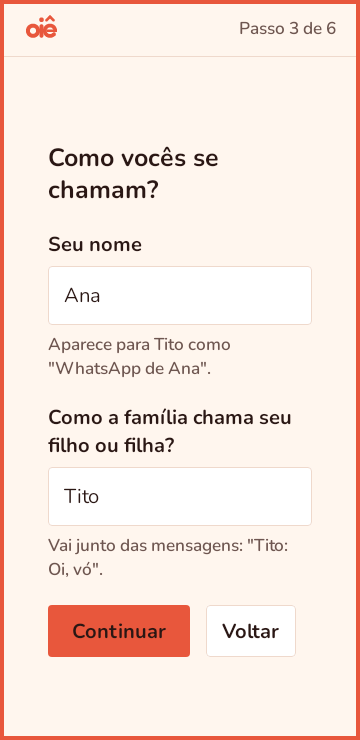 oiê
Passo 3 de 6
Como vocês se
chamam?
Seu nome
Ana
Aparece para Tito como
"WhatsApp de Ana".
Como a família chama seu
filho ou filha?
Tito
Vai junto das mensagens: "Tito:
Oi, vó".
Continuar
Voltar